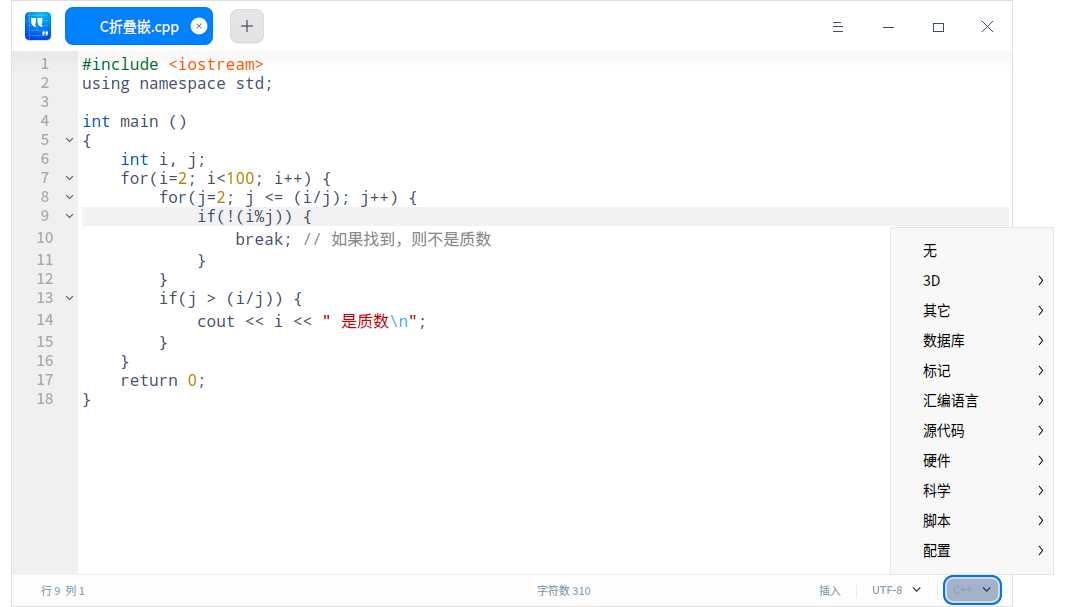 C折叠嵌.cpp
1 #include <iostream>
2 using namespace std;
3
4 int main ()
5 {
6     int i, j;
7     for(i=2; i<100; i++) {
8         for(j=2; j <= (i/j); j++) {
9             if(!(i%j)) {
10                 break; // 如果找到，则不是质数
11             }
12         }
13         if(j > (i/j)) {
14             cout << i << " 是质数\n";
15         }
16     }
17     return 0;
18 }
无
3D
其它
数据库
标记
汇编语言
源代码
硬件
科学
脚本
配置
行 9 列 1 字符数 310 插入 UTF-8 C++